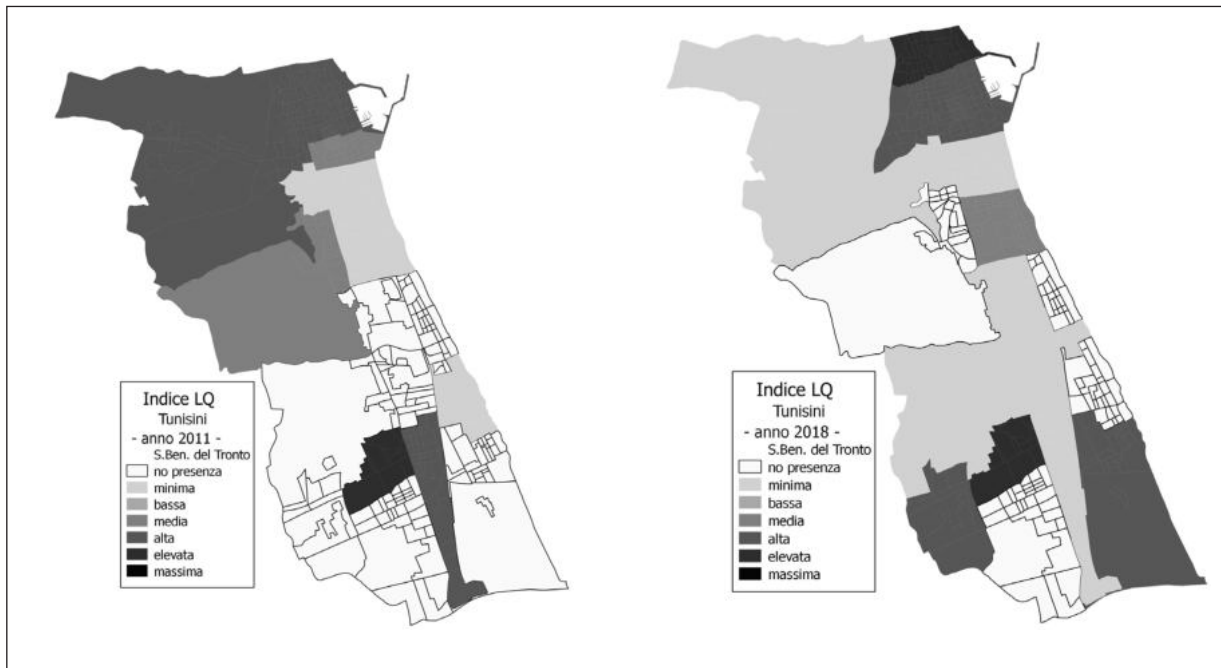 Indice LQ
Tunisini
- anno 2011 -
S.Ben. del Tronto
no presenza
minima
bassa
media
alta
elevata
massima
Indice LQ
Tunisini
- anno 2018 -
S.Ben. del Tronto
no presenza
minima
bassa
media
alta
elevata
massima